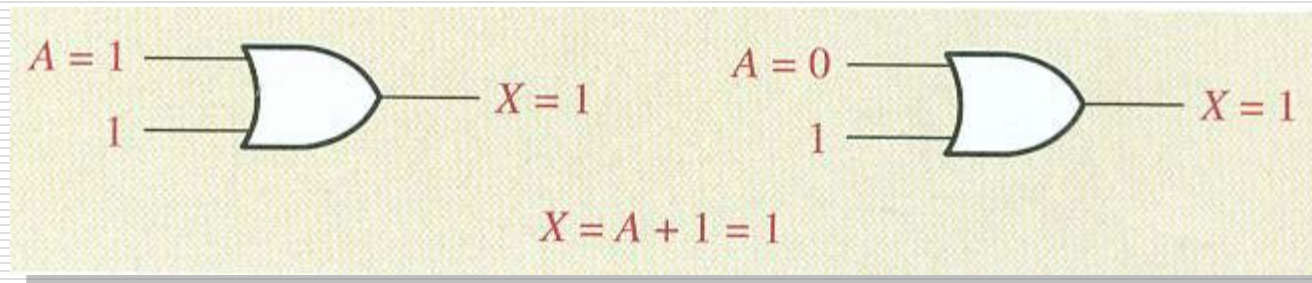 A = 1
1
X = 1
A = 0
1
X = 1
X = A + 1 = 1